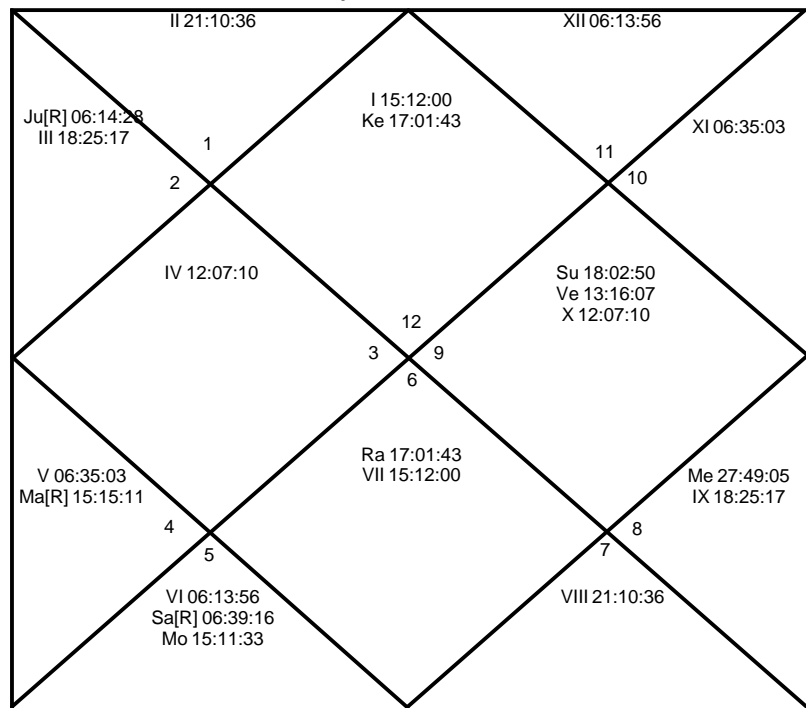 II 21:10:36
XII 06:13:56
I 15:12:00
Ke 17:01:43
Ju[R] 06:14:28
III 18:25:17
XI 06:35:03
1
11
2
10
IV 12:07:10
Su 18:02:50
Ve 13:16:07
X 12:07:10
12
3
9
6
Ra 17:01:43
VII 15:12:00
V 06:35:03
Ma[R] 15:15:11
Me 27:49:05
IX 18:25:17
4
8
5
7
VI 06:13:56
Sa[R] 06:39:16
Mo 15:11:33
VIII 21:10:36